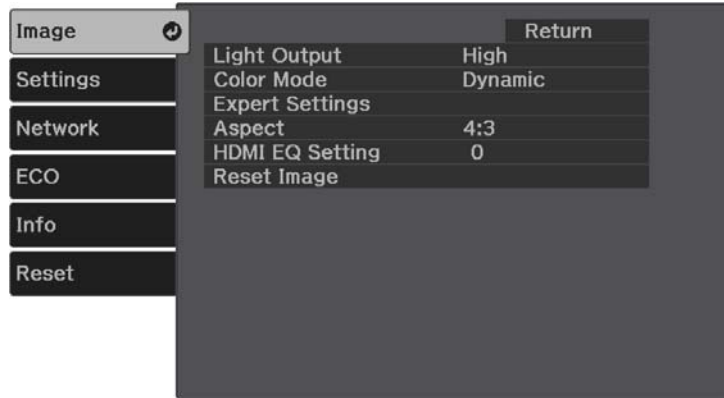 Image
Settings
Network
ECO
Info
Reset
Return
Light Output High
Color Mode Dynamic
Expert Settings
Aspect 4:3
HDMI EQ Setting 0
Reset Image